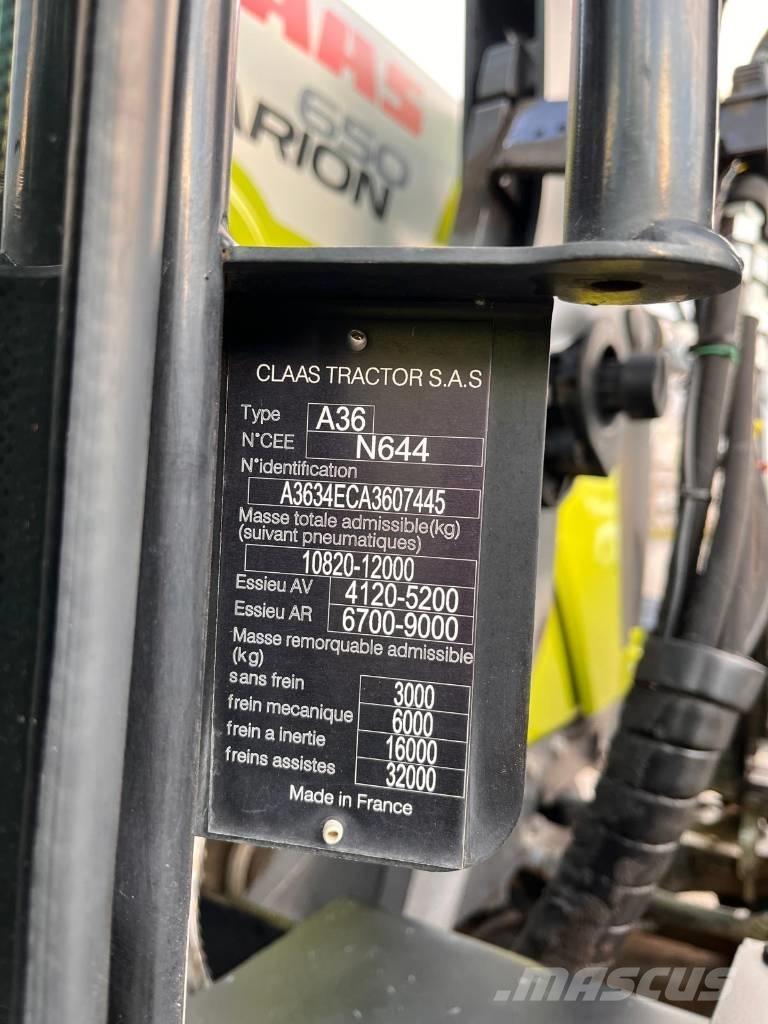 AAS
650
ARION
CLAAS TRACTOR S.A.S
Type A36
N°CEE N644
N°identification
A3634ECA3607445
Masse totale admissible(kg)
(suivant pneumatiques)
10820-12000
Essieu AV 4120-5200
Essieu AR 6700-9000
Masse remorquable admissible
(kg)
sans frein 3000
frein mecanique 6000
frein a inertie 16000
freins assistes 32000
Made in France
MASCUS